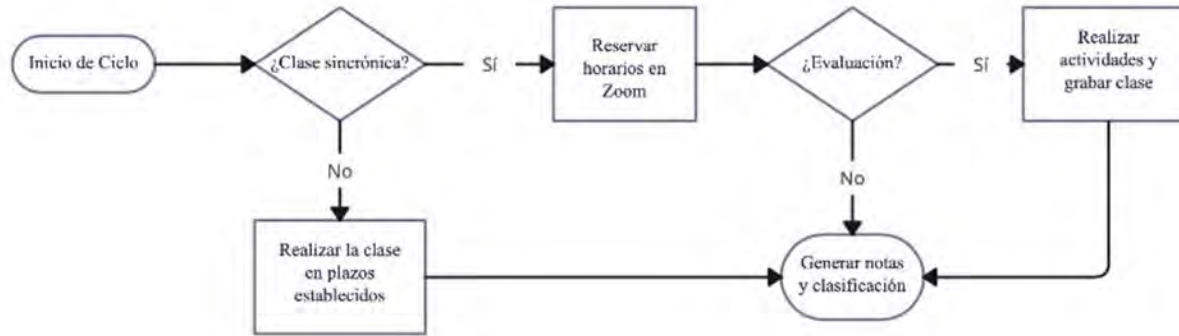 Inicio de Ciclo
¿Clase sincrónica?
Sí
Reservar
horarios en
Zoom
¿Evaluación?
Sí
Realizar
actividades y
grabar clase
No
No
Realizar la clase
en plazos
establecidos
Generar notas
y clasificación